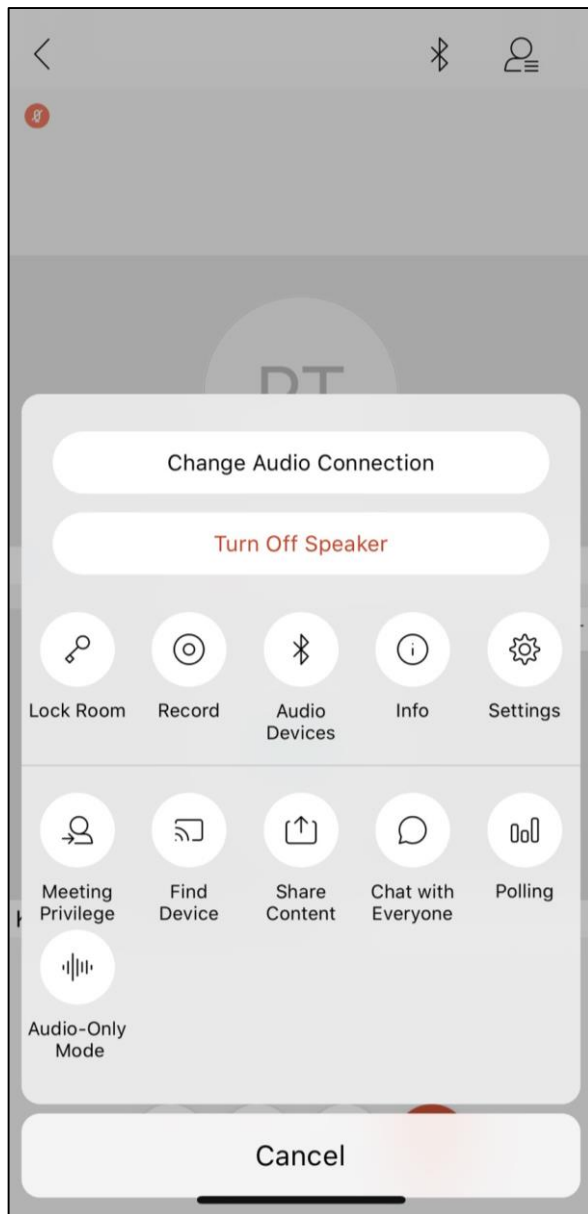 PT
Change Audio Connection
Turn Off Speaker
Lock Room
Record
Audio
Devices
Info
Settings
Meeting
Privilege
Find
Device
Share
Content
Chat with
Everyone
Polling
Audio-Only
Mode
Cancel